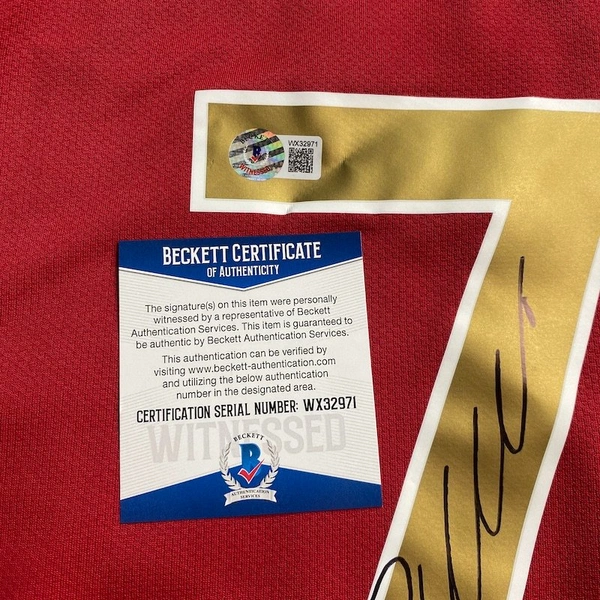 WITNESSED
WX32971
7
BECKETT CERTIFICATE
OF AUTHENTICITY
The signature(s) on this item were personally
witnessed by a representative of Beckett
Authentication Services. This item is guaranteed to
be authentic by Beckett Authentication Services.
This authentication can be verified by
visiting www.beckett-authentication.com
and utilizing the below authentication
number in the designated area.
CERTIFICATION SERIAL NUMBER: WX32971
WITNESSED
BECKETT
B
AUTHENTICATION
SERVICES